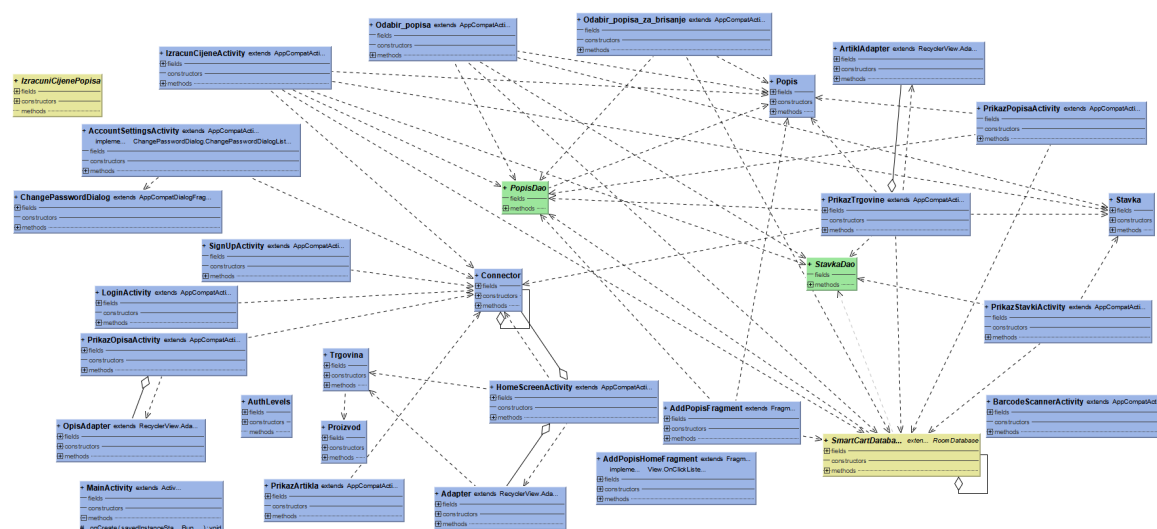 + Odabir_popisa extends AppCompatActi...
fields
constructors
methods
+ Odabir_popisa_za_brisanje extends AppCompatActi...
fields
constructors
methods
+ IzracunCijeneActivity extends AppCompatActi...
fields
constructors
methods
+ ArtiklAdapter extends RecyclerView.Ada...
fields
constructors
methods
+ IzracuniCijenePopisa
fields
constructors
methods
+ Popis
fields
constructors
methods
+ PrikazPopisaActivity extends AppCompatActi...
fields
constructors
methods
+ AccountSettingsActivity extends AppCompatActi...
impleme... ChangePasswordDialog.ChangePasswordDialogList...
fields
constructors
methods
+ ChangePasswordDialog extends AppCompatDialogFrag...
fields
constructors
methods
+ PopisDao
fields
methods
+ PrikazTrgovine extends AppCompatActi...
fields
constructors
methods
+ Stavka
fields
constructors
methods
+ SignUpActivity extends AppCompatActi...
fields
constructors
methods
+ StavkaDao
fields
methods
+ Connector
fields
constructors
methods
+ LoginActivity extends AppCompatActi...
fields
constructors
methods
+ PrikazStavkiActivity extends AppCompatActi...
fields
constructors
methods
+ PrikazOpisaActivity extends AppCompatActi...
fields
constructors
methods
+ Trgovina
fields
constructors
methods
+ HomeScreenActivity extends AppCompatActi...
fields
constructors
methods
+ AuthLevels
fields
constructors
methods
+ BarcodeScannerActivity extends AppCompatActi
fields
constructors
methods
+ AddPopisFragment extends Fragm...
fields
constructors
methods
+ OpisAdapter extends RecyclerView.Ada...
fields
constructors
methods
+ Proizvod
fields
constructors
methods
+ SmartCartDataba... exten... RoomDatabase
fields
constructors
methods
+ AddPopisHomeFragment extends Fragm...
impleme... View.OnClickListe...
fields
constructors
methods
+ MainActivity extends Activ...
fields
constructors
methods
+ PrikazArtikla extends AppCompatActi...
fields
constructors
methods
+ Adapter extends RecyclerView.Ada...
fields
constructors
methods